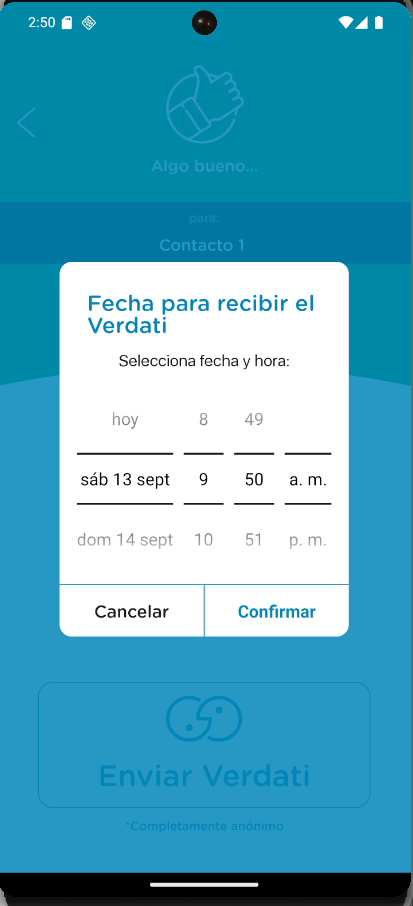 2:50
Algo bueno...
para:
Contacto 1
Fecha para recibir el
Verdati
Selecciona fecha y hora:
hoy 8 49
sáb 13 sept 9 50 a. m.
dom 14 sept 10 51 p. m.
Cancelar Confirmar
Enviar Verdati
*Completamente anónimo